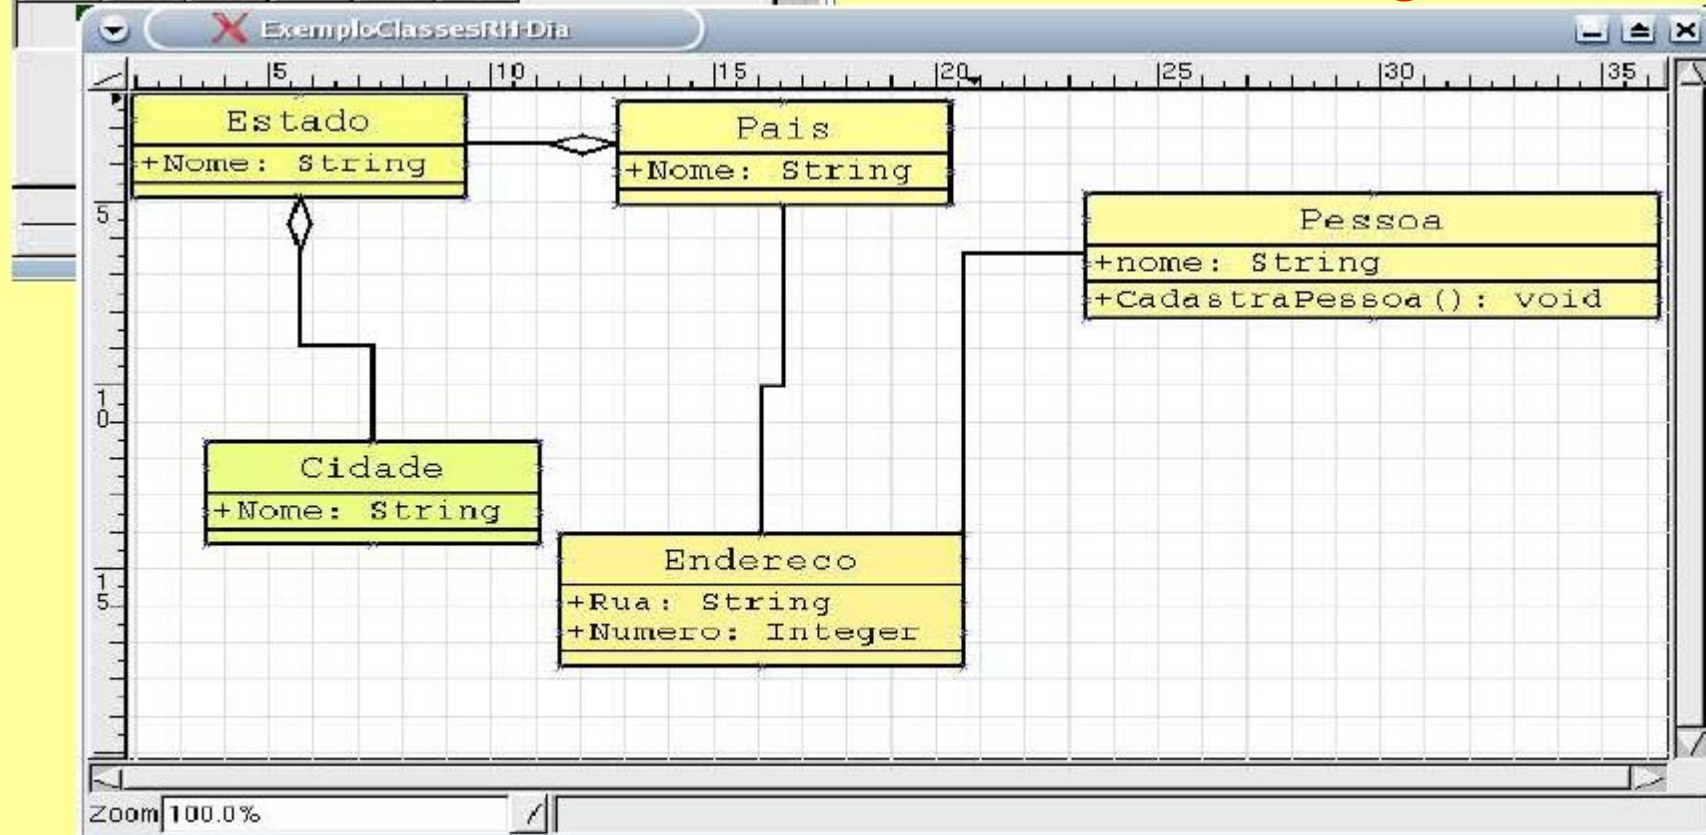 ExemploClassesRH-Dia
5 10 15 20 25 30 35
Estado
+Nome: String
Pais
+Nome: String
Pessoa
+nome: String
+CadastraPessoa(): void
5
10
15
Cidade
+Nome: String
Endereco
+Rua: String
+Numero: Integer
Zoom 100.0%